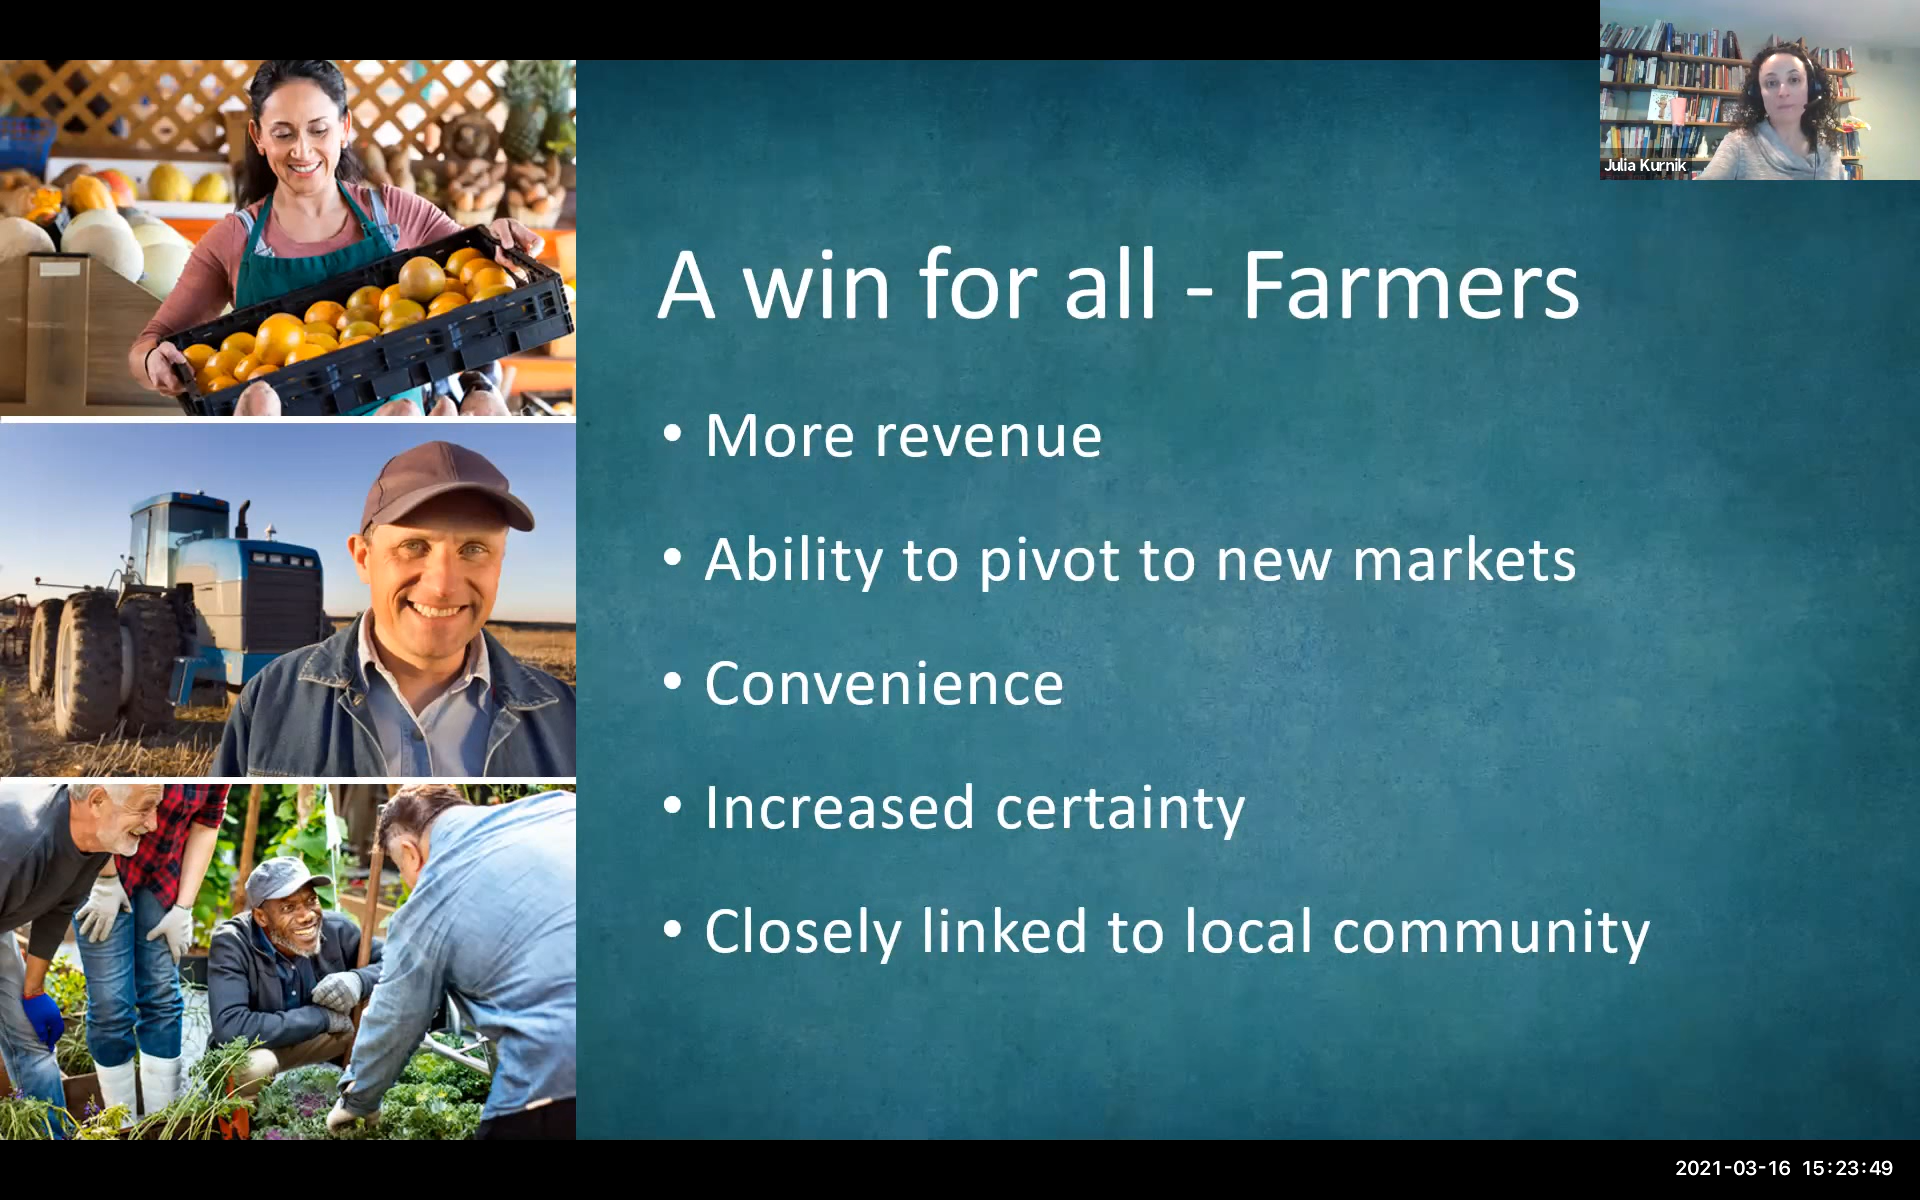 Julia Kurnik
A win for all - Farmers
• More revenue
• Ability to pivot to new markets
• Convenience
• Increased certainty
• Closely linked to local community
2021-03-16 15:23:49